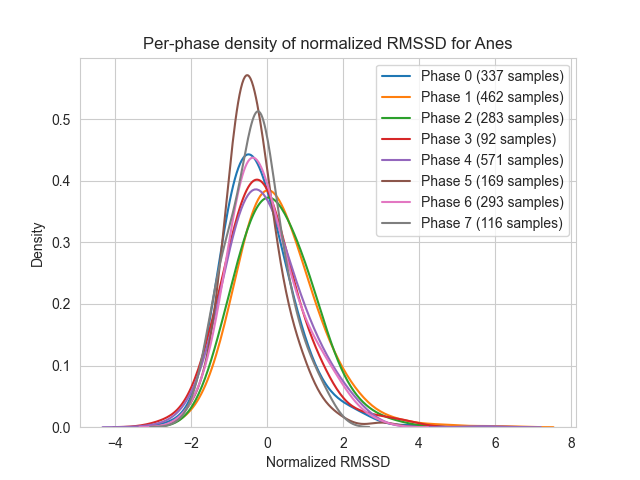 Per-phase density of normalized RMSSD for Anes
Phase 0 (337 samples)
Phase 1 (462 samples)
Phase 2 (283 samples)
Phase 3 (92 samples)
Phase 4 (571 samples)
Phase 5 (169 samples)
Phase 6 (293 samples)
Phase 7 (116 samples)
Density
0.5
0.4
0.3
0.2
0.1
0.0
−4 −2 0 2 4 6 8
Normalized RMSSD